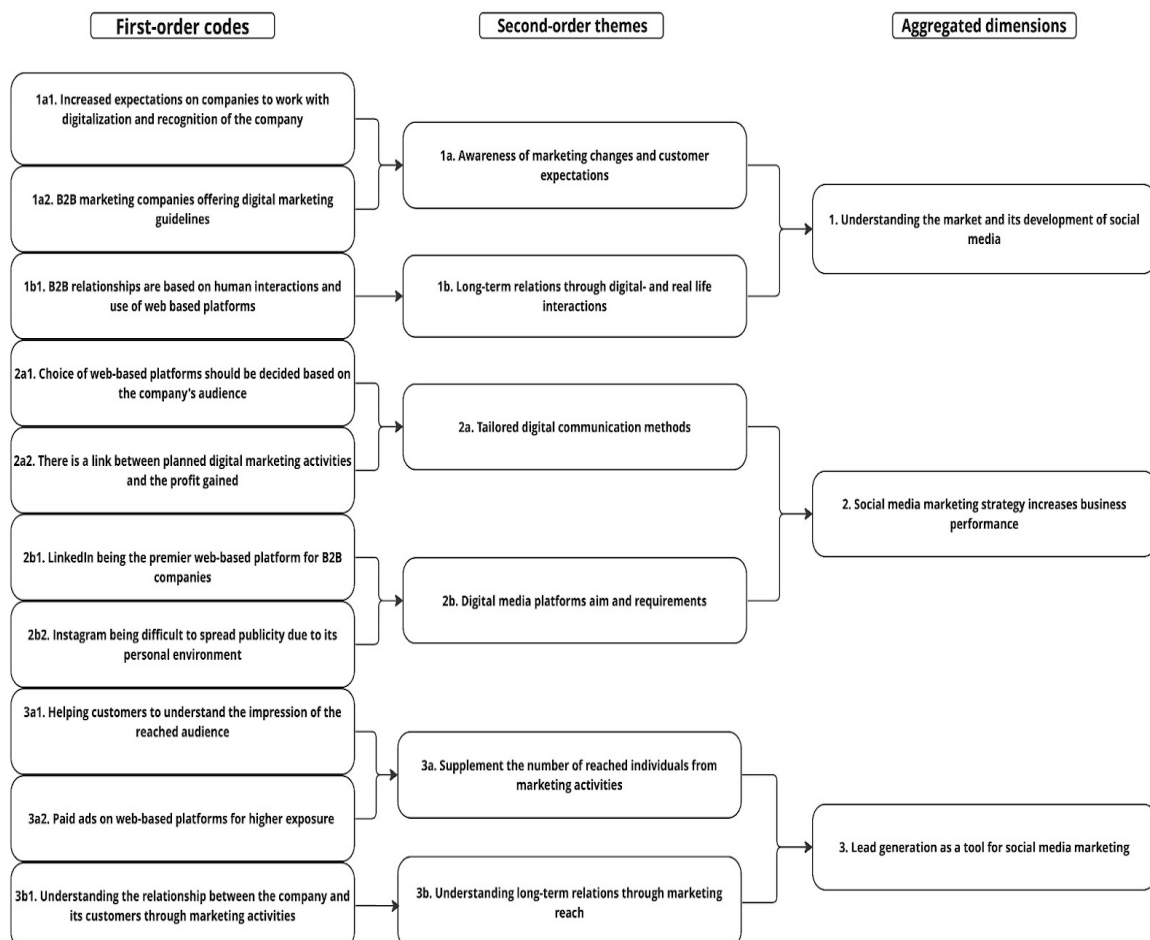 First-order codes
Second-order themes
Aggregated dimensions
1a1. Increased expectations on companies to work with
digitalization and recognition of the company
1a2. B2B marketing companies offering digital marketing
guidelines
1b1. B2B relationships are based on human interactions and
use of web based platforms
2a1. Choice of web-based platforms should be decided based on
the company's audience
2a2. There is a link between planned digital marketing activities
and the profit gained
2b1. LinkedIn being the premier web-based platform for B2B
companies
2b2. Instagram being difficult to spread publicity due to its
personal environment
3a1. Helping customers to understand the impression of the
reached audience
3a2. Paid ads on web-based platforms for higher exposure
3b1. Understanding the relationship between the company and
its customers through marketing activities
1a. Awareness of marketing changes and customer
expectations
1b. Long-term relations through digital- and real life
interactions
2a. Tailored digital communication methods
2b. Digital media platforms aim and requirements
3a. Supplement the number of reached individuals from
marketing activities
3b. Understanding long-term relations through marketing
reach
1. Understanding the market and its development of social
media
2. Social media marketing strategy increases business
performance
3. Lead generation as a tool for social media marketing